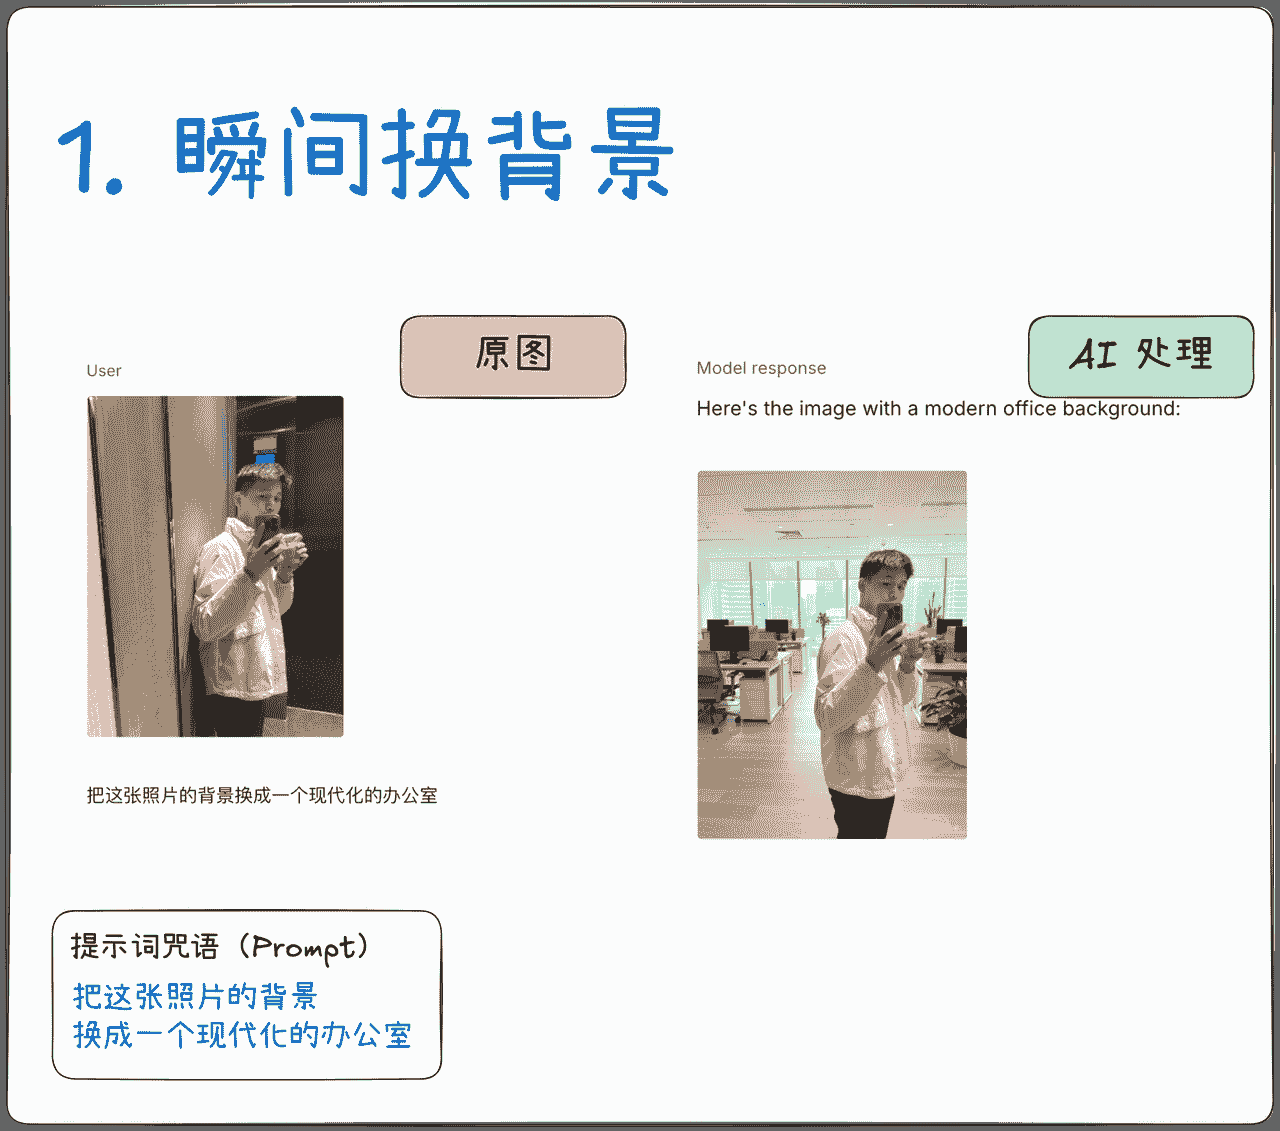 1. 瞬间换背景
原图
AI 处理
User
Model response
Here's the image with a modern office background:
把这张照片的背景换成一个现代化的办公室
提示词咒语（Prompt）
把这张照片的背景
换成一个现代化的办公室